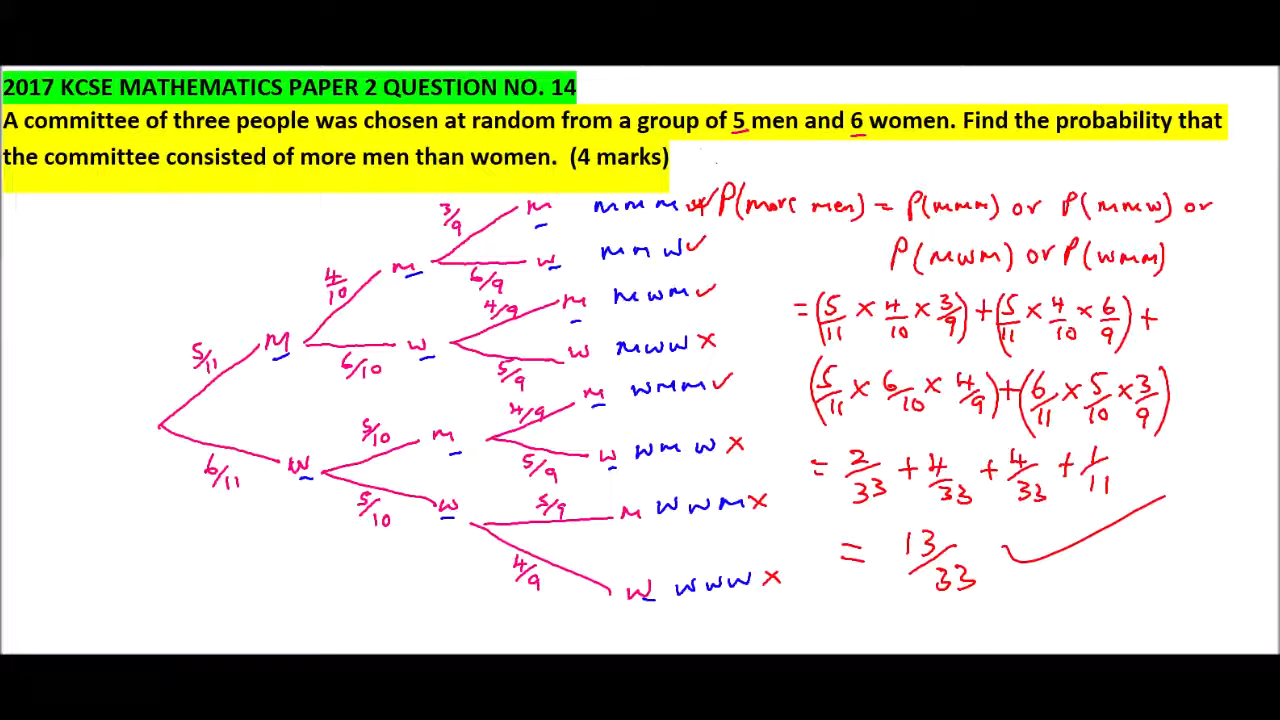 2017 KCSE MATHEMATICS PAPER 2 QUESTION NO. 14
A committee of three people was chosen at random from a group of 5 men and 6 women. Find the probability that
the committee consisted of more men than women. (4 marks)
3/9 M MMM ✓ P(more men) = P(MMM) or P(MMW) or
4/10 M 6/9 W MMW ✓ P(MWM) or P(WMM)
4/9 M MWM ✓ = (5/11 × 4/10 × 3/9) + (5/11 × 4/10 × 6/9) +
5/11 M 6/10 W 5/9 W MWW ×
4/9 M WMM ✓ (5/11 × 6/10 × 4/9) + (6/11 × 5/10 × 3/9)
5/10 M 5/9 W WMW ×
6/11 W = 2/33 + 4/33 + 4/33 + 1/11
5/10 W 5/9 M WWM ×
= 13/33
4/9 W WWW ×